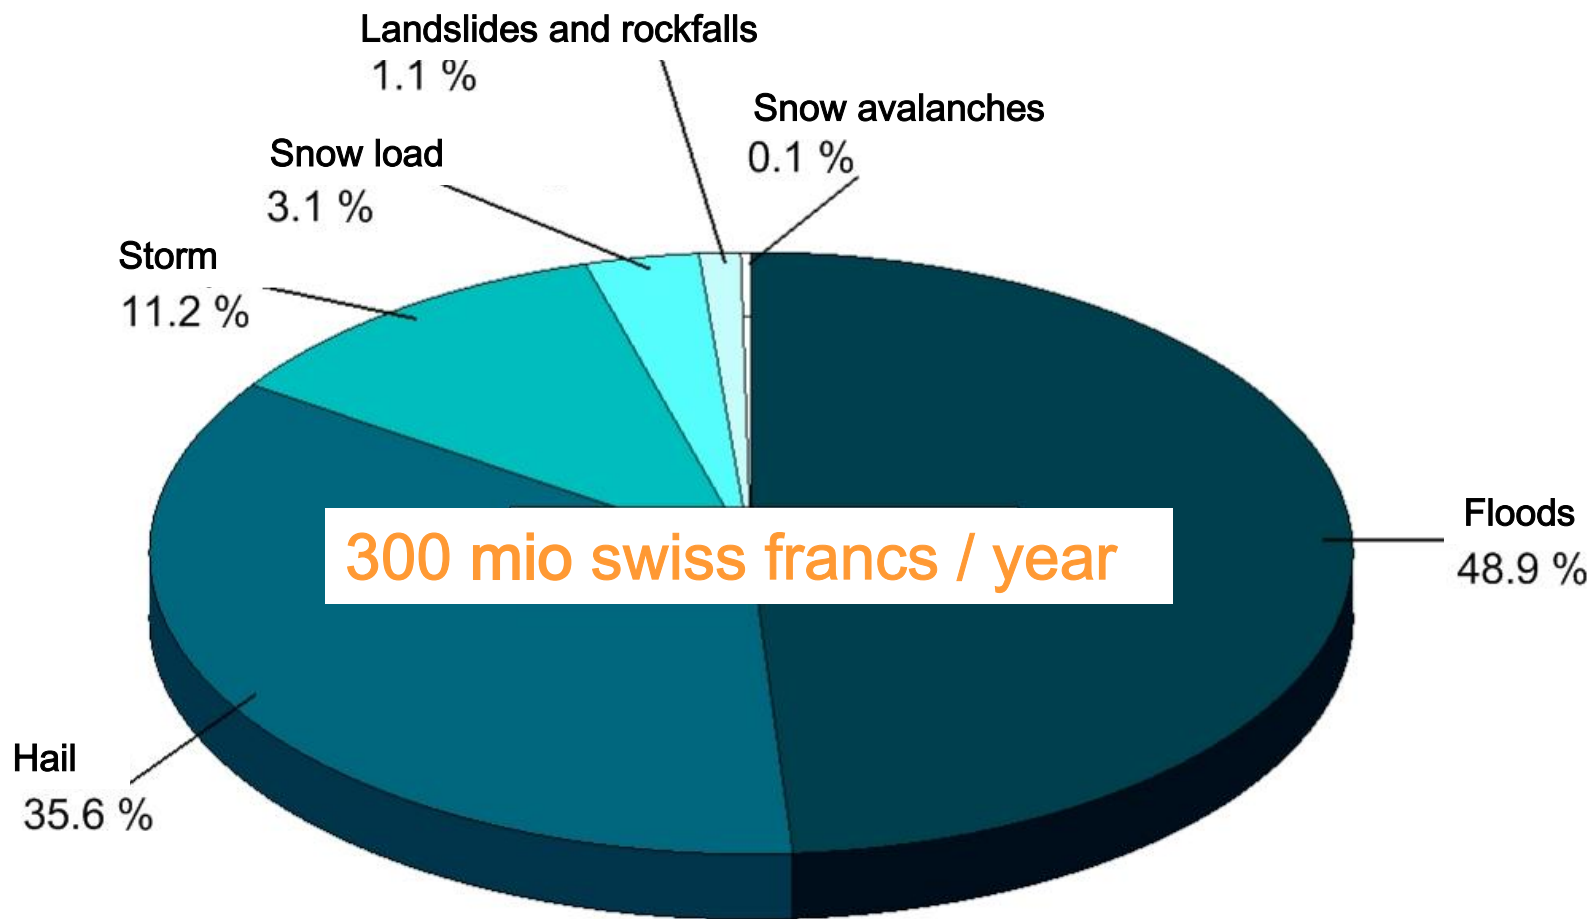 Landslides and rockfalls
1.1 %
Snow avalanches
0.1 %
Snow load
3.1 %
Storm
11.2 %
300 mio swiss francs / year
Floods
48.9 %
Hail
35.6 %